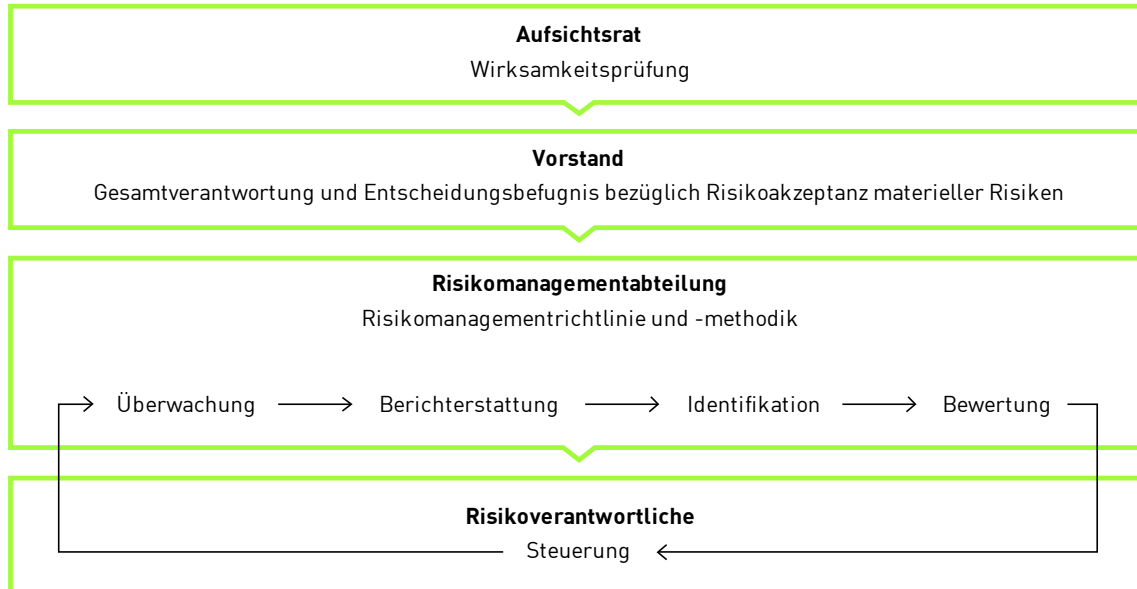 Aufsichtsrat
Wirksamkeitsprüfung
Vorstand
Gesamtverantwortung und Entscheidungsbefugnis bezüglich Risikoakzeptanz materieller Risiken
Risikomanagementabteilung
Risikomanagementrichtlinie und -methodik
Überwachung Berichterstattung Identifikation Bewertung
Risikoverantwortliche
Steuerung